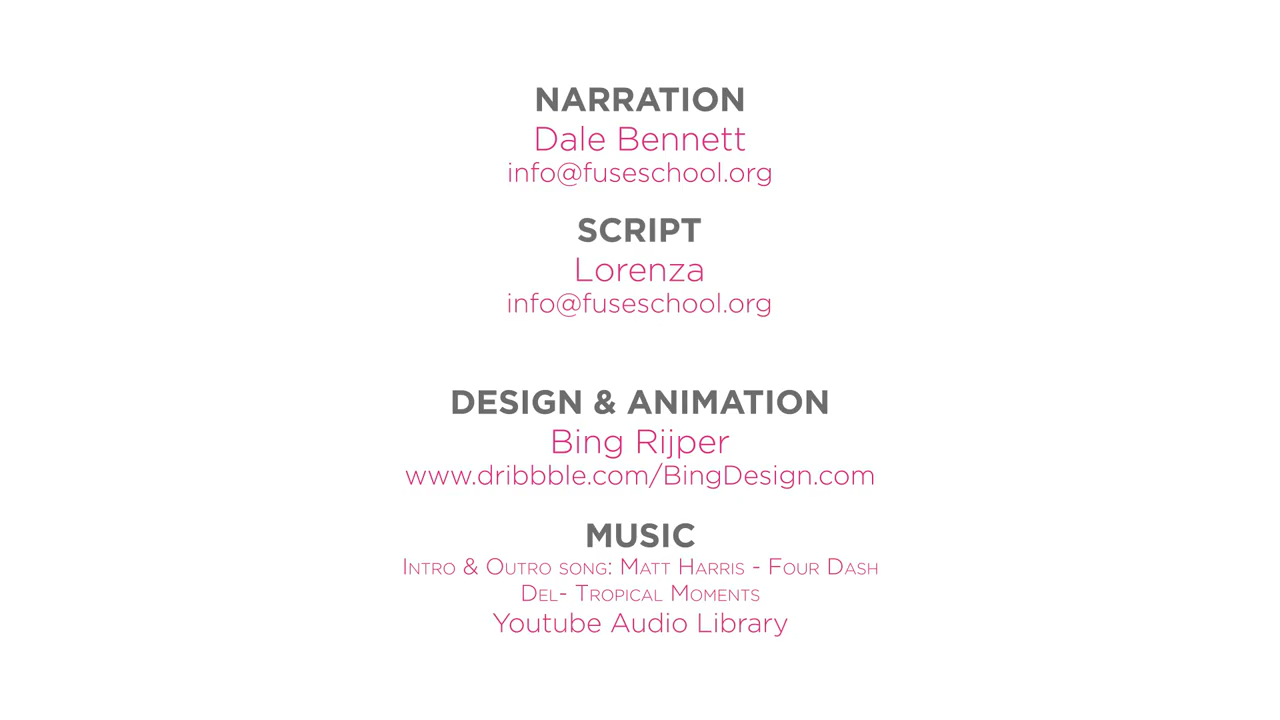 NARRATION
Dale Bennett
info@fuseschool.org
SCRIPT
Lorenza
info@fuseschool.org
DESIGN & ANIMATION
Bing Rijper
www.dribbble.com/BingDesign.com
MUSIC
Intro & Outro song: Matt Harris - Four Dash
Del- Tropical Moments
Youtube Audio Library